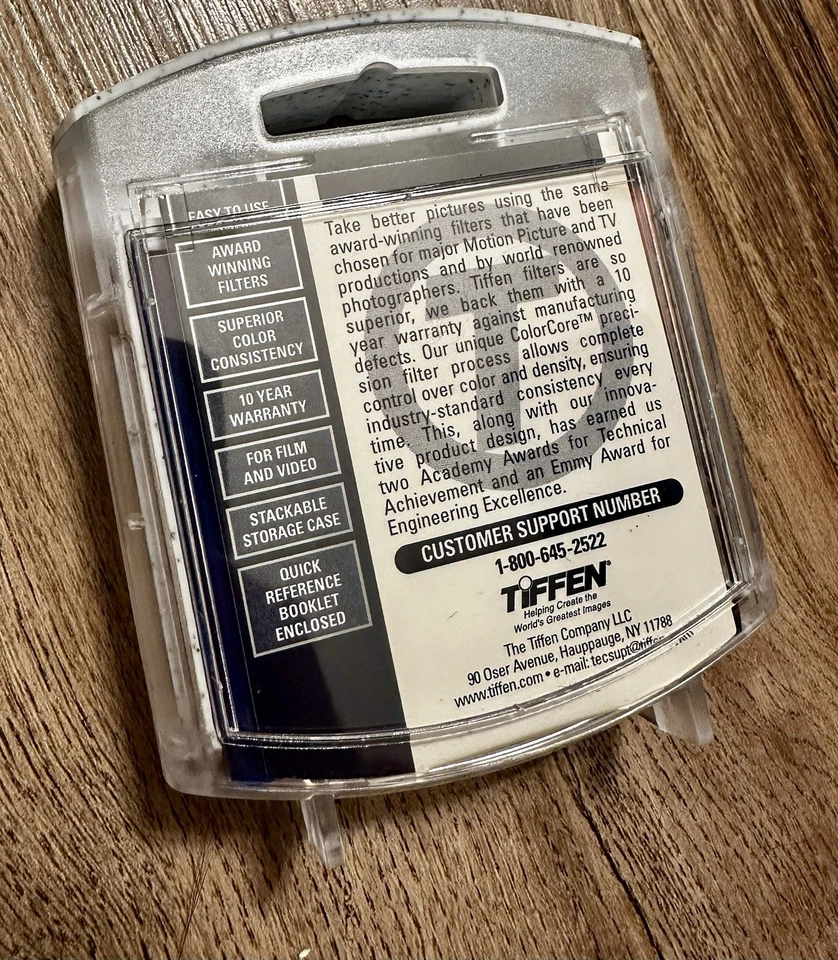 EASY TO USE
AWARD
WINNING
FILTERS
SUPERIOR
COLOR
CONSISTENCY
10 YEAR
WARRANTY
FOR FILM
AND VIDEO
STACKABLE
STORAGE CASE
QUICK
REFERENCE
BOOKLET
ENCLOSED
Take better pictures using the same
award-winning filters that have been
chosen for major Motion Picture and TV
productions and by world renowned
photographers. Tiffen filters are so
superior, we back them with a 10
year warranty against manufacturing
defects. Our unique ColorCore™ preci-
sion filter process allows complete
control over color and density, ensuring
industry-standard consistency every
time. This, along with our innova-
tive product design, has earned us
two Academy Awards for Technical
Achievement and an Emmy Award for
Engineering Excellence.
CUSTOMER SUPPORT NUMBER
1-800-645-2522
TIFFEN®
Helping Create the
World's Greatest Images
The Tiffen Company LLC
90 Oser Avenue, Hauppauge, NY 11788
www.tiffen.com • e-mail: tecsupt@